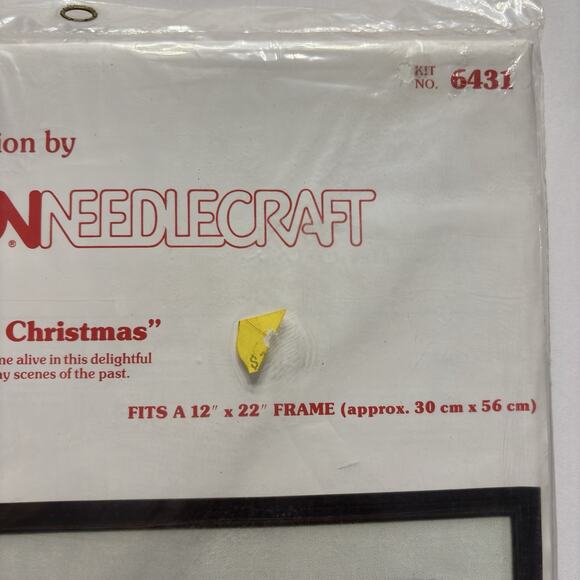 KIT
NO. 6431
ion by
N® NEEDLECRAFT
Christmas”
ne alive in this delightful
ay scenes of the past.
FITS A 12″ x 22″ FRAME (approx. 30 cm x 56 cm)